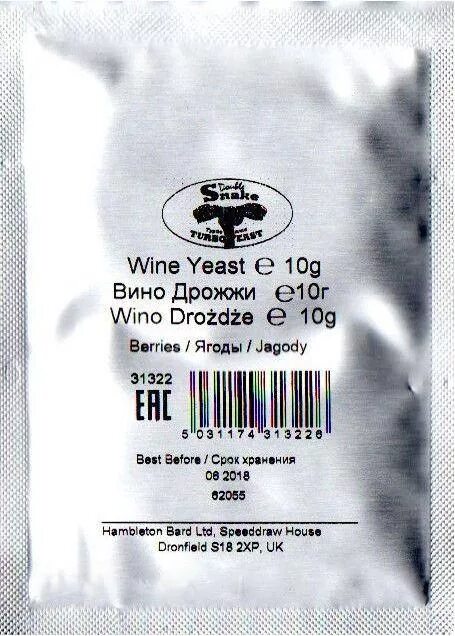 Double
Snake
TURBO YEAST
Wine Yeast ℮ 10g
Вино Дрожжи ℮10г
Wino Drożdże ℮ 10g
Berries / Ягоды / Jagody
31322
EAC
5 031174 313226
Best Before / Срок хранения
06 2018
62055
Hambleton Bard Ltd, Speeddraw House
Dronfield S18 2XP, UK